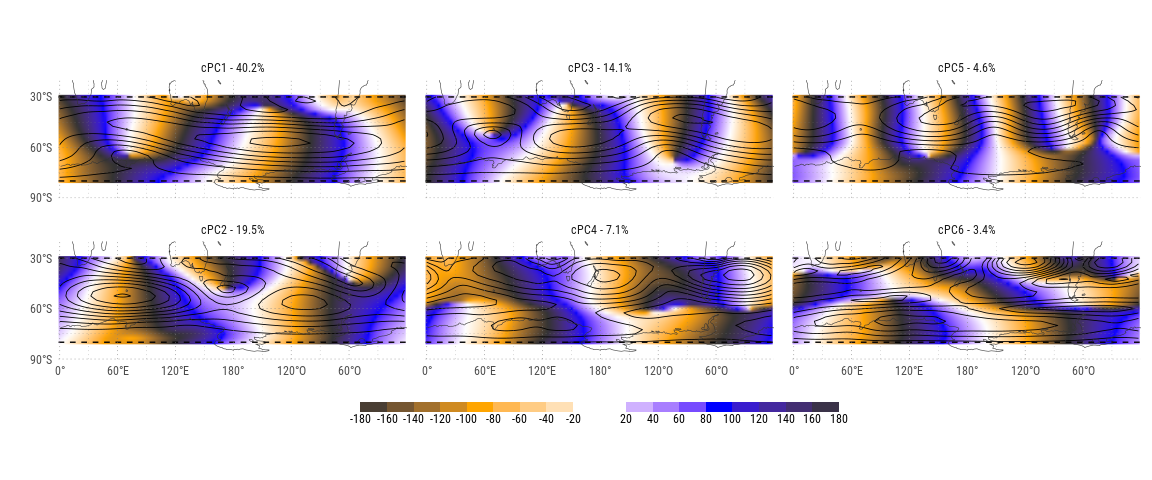 cPC1 - 40.2%
cPC3 - 14.1%
cPC5 - 4.6%
30°S
60°S
90°S
cPC2 - 19.5%
cPC4 - 7.1%
cPC6 - 3.4%
30°S
60°S
90°S
0° 60°E 120°E 180° 120°O 60°O 0° 60°E 120°E 180° 120°O 60°O 0° 60°E 120°E 180° 120°O 60°O
-180 -160 -140 -120 -100 -80 -60 -40 -20 20 40 60 80 100 120 140 160 180